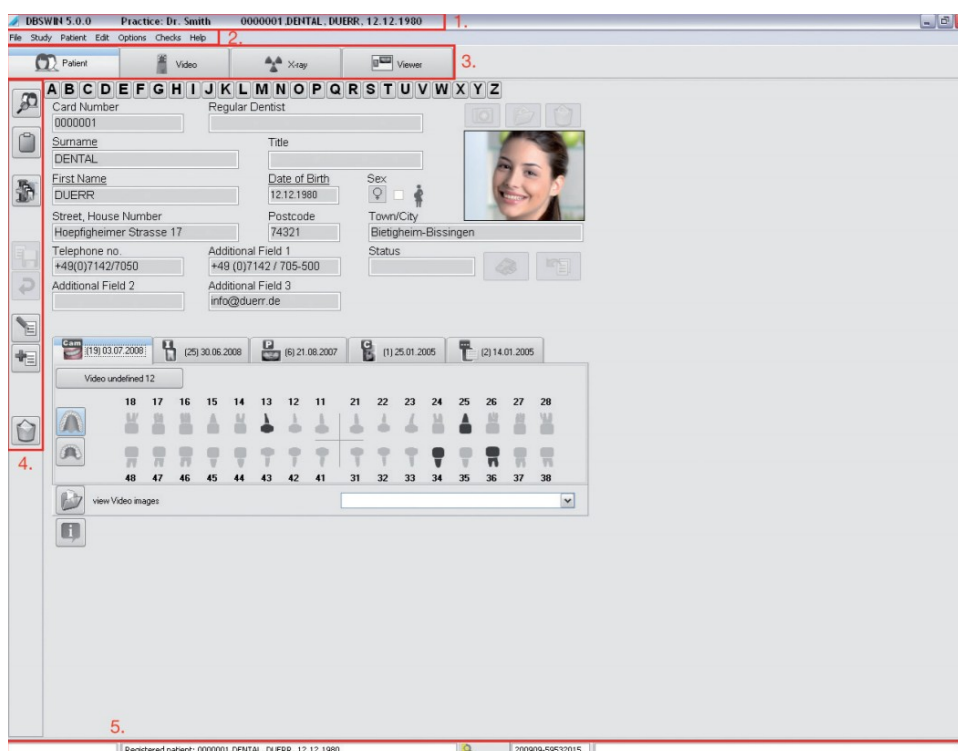 DBSWIN 5.0.0 Practice: Dr. Smith 0000001,DENTAL, DUERR, 12.12.1980 1.
File Study Patient Edit Options Checks Help 2.
Patient Video X-ray Viewer 3.
A B C D E F G H I J K L M N O P Q R S T U V W X Y Z
Card Number Regular Dentist
0000001
Surname Title
DENTAL
First Name Date of Birth Sex
DUERR 12.12.1980
Street, House Number Postcode Town/City
Hoepfigheimer Strasse 17 74321 Bietigheim-Bissingen
Telephone no. Additional Field 1 Status
+49(0)7142/7050 +49 (0)7142 / 705-500
Additional Field 2 Additional Field 3
info@duerr.de
Cam (19) 03.07.2008 I (25) 30.06.2008 P (6) 21.08.2007 C (1) 25.01.2005 (2) 14.01.2005
Video undefined 12
18 17 16 15 14 13 12 11 21 22 23 24 25 26 27 28
48 47 46 45 44 43 42 41 31 32 33 34 35 36 37 38
4.
view Video images
i
5.
Registered patient: 0000001,DENTAL, DUERR, 12.12.1980 200909-59532015